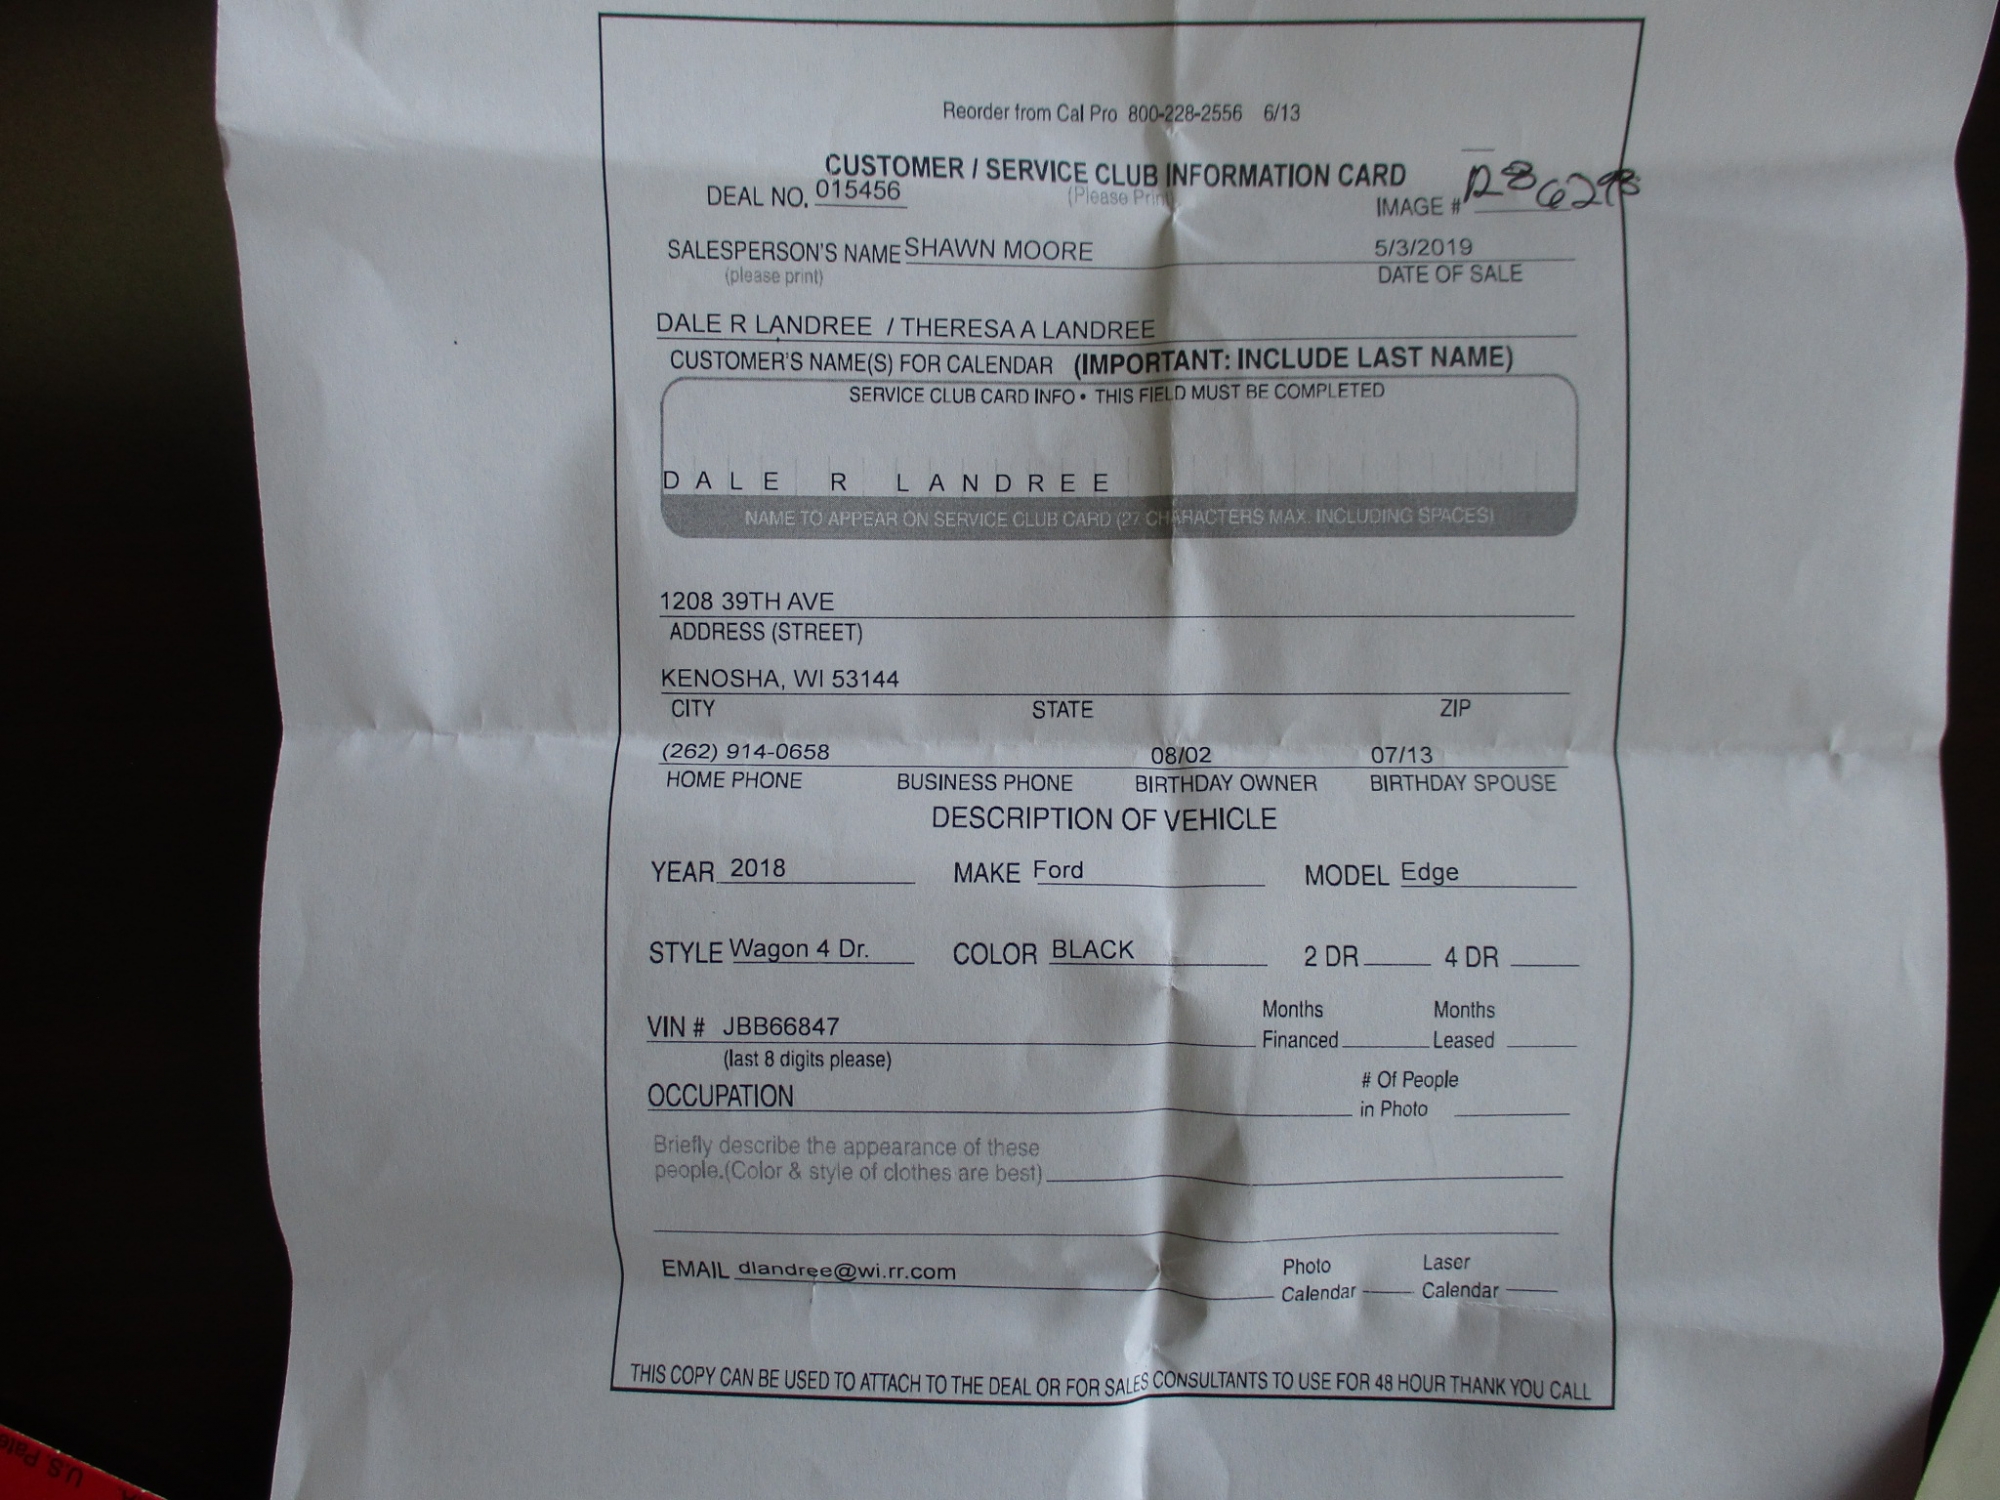 Reorder from Cal Pro 800-228-2556 6/13
CUSTOMER / SERVICE CLUB INFORMATION CARD
DEAL NO. 015456 (Please Print) IMAGE #
SALESPERSON'S NAME SHAWN MOORE 5/3/2019
(please print) DATE OF SALE
DALE R LANDREE / THERESA A LANDREE
CUSTOMER'S NAME(S) FOR CALENDAR (IMPORTANT: INCLUDE LAST NAME)
SERVICE CLUB CARD INFO • THIS FIELD MUST BE COMPLETED
DALE R LANDREE
NAME TO APPEAR ON SERVICE CLUB CARD (27 CHARACTERS MAX. INCLUDING SPACES)
1208 39TH AVE
ADDRESS (STREET)
KENOSHA, WI 53144
CITY STATE ZIP
(262) 914-0658 08/02 07/13
HOME PHONE BUSINESS PHONE BIRTHDAY OWNER BIRTHDAY SPOUSE
DESCRIPTION OF VEHICLE
YEAR 2018 MAKE Ford MODEL Edge
STYLE Wagon 4 Dr. COLOR BLACK 2 DR 4 DR
VIN # JBB66847 Months Financed Months Leased
(last 8 digits please)
OCCUPATION # Of People in Photo
Briefly describe the appearance of these
people.(Color & style of clothes are best)
EMAIL dlandree@wi.rr.com Photo Calendar Laser Calendar
THIS COPY CAN BE USED TO ATTACH TO THE DEAL OR FOR SALES CONSULTANTS TO USE FOR 48 HOUR THANK YOU CALL
U.S.